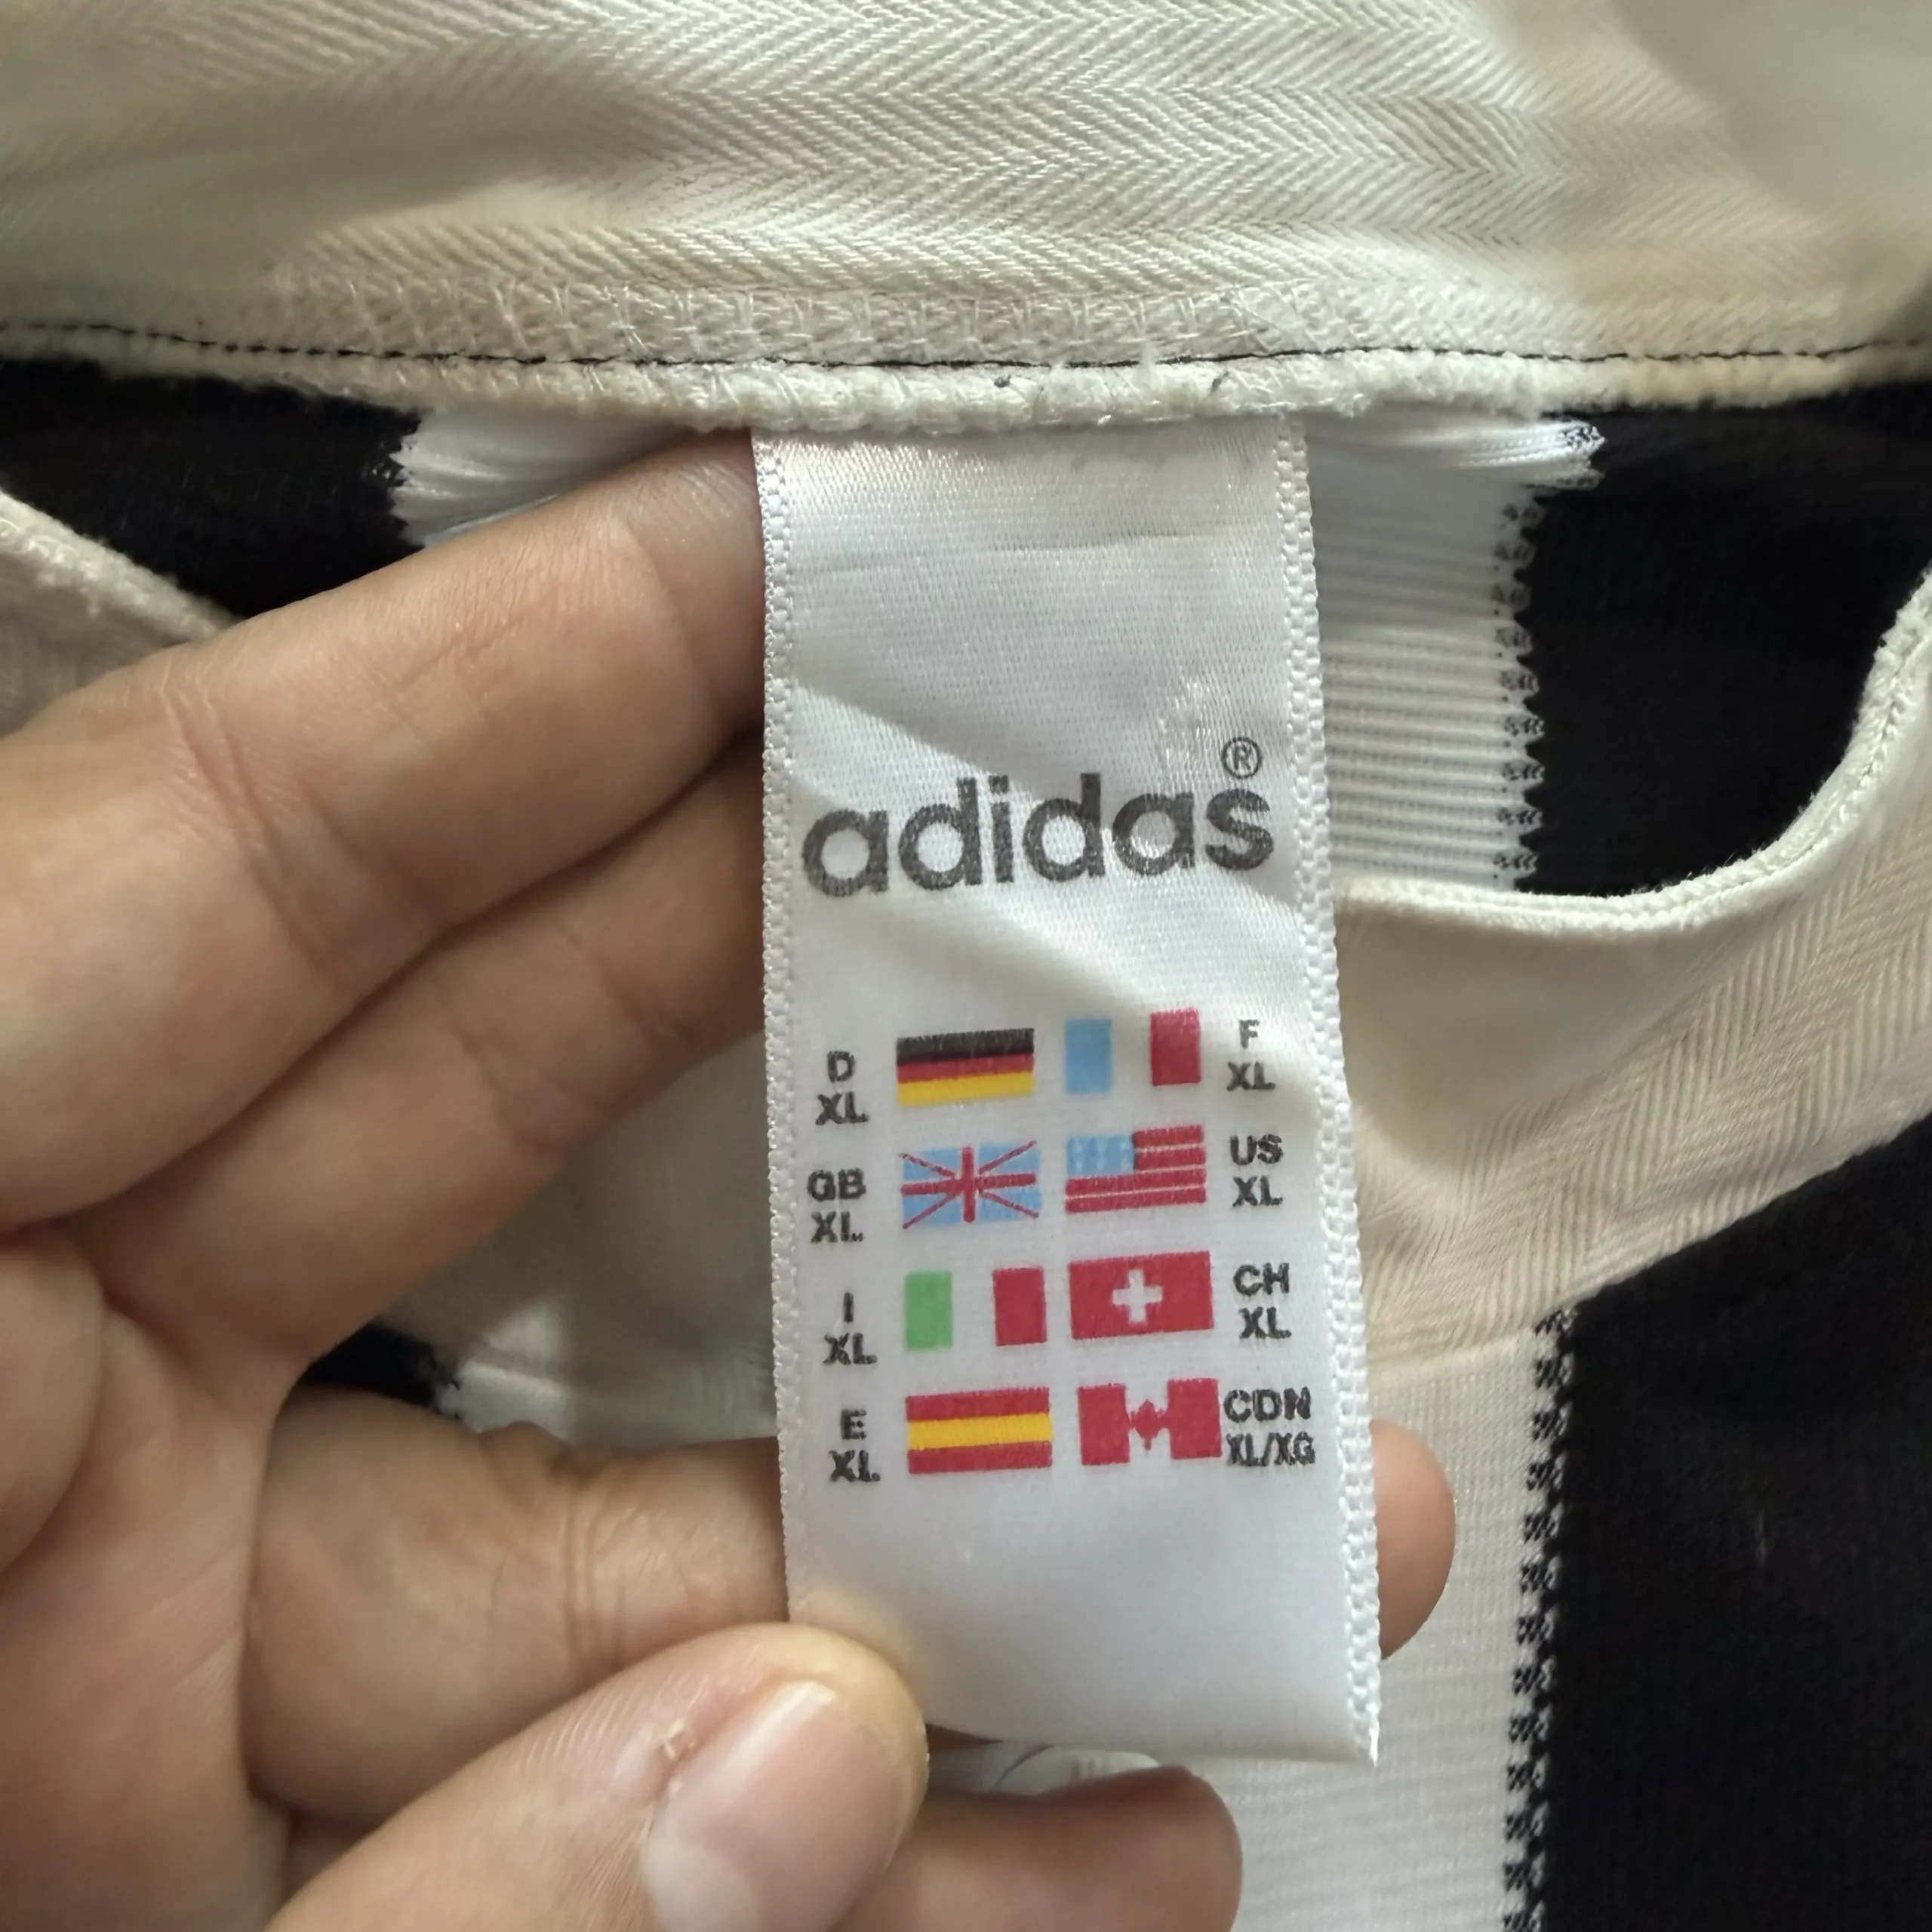 adidas®
D F
XL XL
GB US
XL XL
I CH
XL XL
E CDN
XL XL/XG